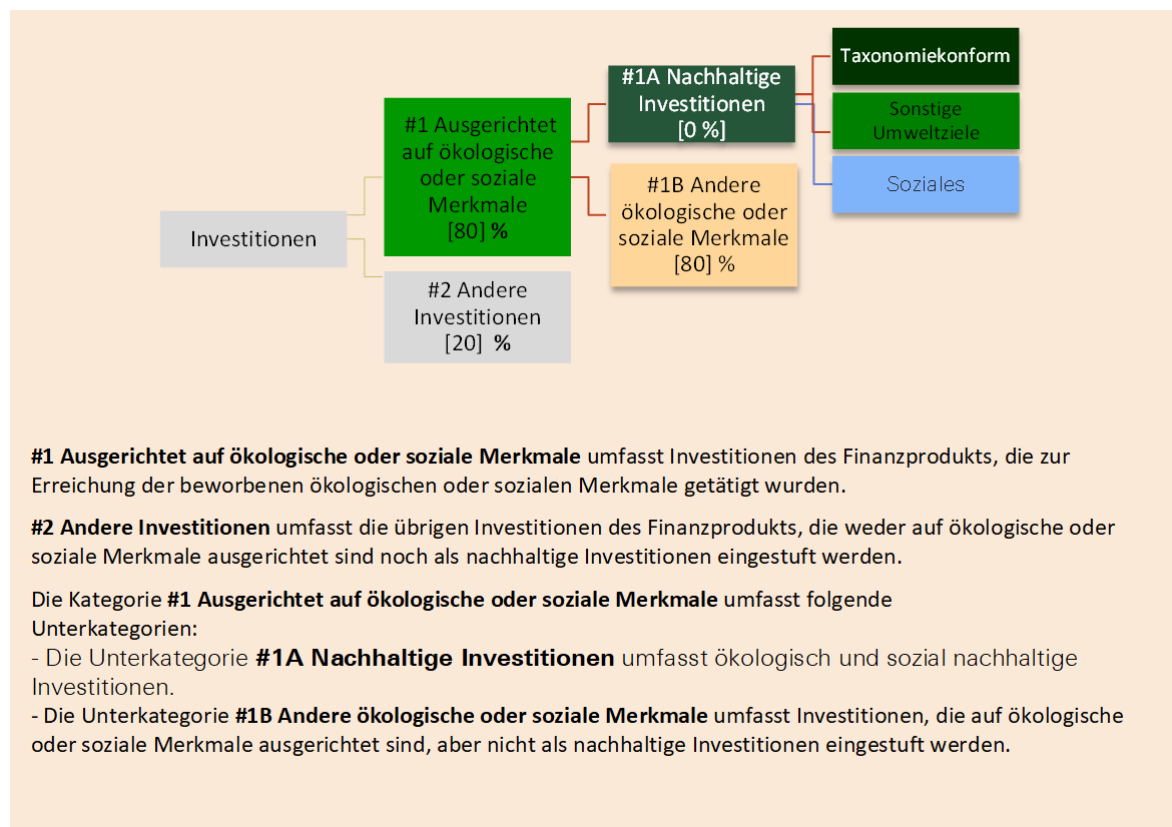 Investitionen
#1 Ausgerichtet
auf ökologische
oder soziale
Merkmale
[80] %
#2 Andere
Investitionen
[20] %
#1A Nachhaltige
Investitionen
[0 %]
#1B Andere
ökologische oder
soziale Merkmale
[80] %
Taxonomiekonform
Sonstige
Umweltziele
Soziales
#1 Ausgerichtet auf ökologische oder soziale Merkmale umfasst Investitionen des Finanzprodukts, die zur
Erreichung der beworbenen ökologischen oder sozialen Merkmale getätigt wurden.
#2 Andere Investitionen umfasst die übrigen Investitionen des Finanzprodukts, die weder auf ökologische oder
soziale Merkmale ausgerichtet sind noch als nachhaltige Investitionen eingestuft werden.
Die Kategorie #1 Ausgerichtet auf ökologische oder soziale Merkmale umfasst folgende
Unterkategorien:
- Die Unterkategorie #1A Nachhaltige Investitionen umfasst ökologisch und sozial nachhaltige
Investitionen.
- Die Unterkategorie #1B Andere ökologische oder soziale Merkmale umfasst Investitionen, die auf ökologische
oder soziale Merkmale ausgerichtet sind, aber nicht als nachhaltige Investitionen eingestuft werden.